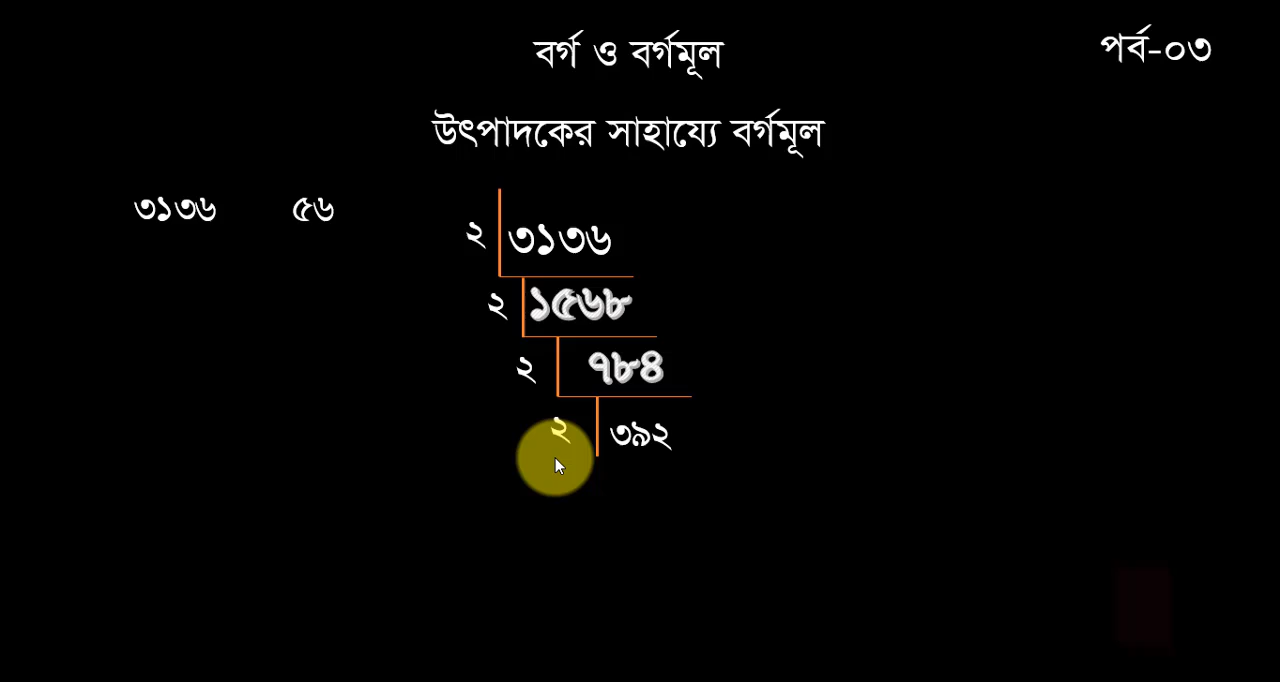 বর্গ ও বর্গমূল
পর্ব-০৩
উৎপাদকের সাহায্যে বর্গমূল
৩১৩৬ ৫৬
২ ৩১৩৬
২ ১৫৬৮
২ ৭৮৪
২ ৩৯২